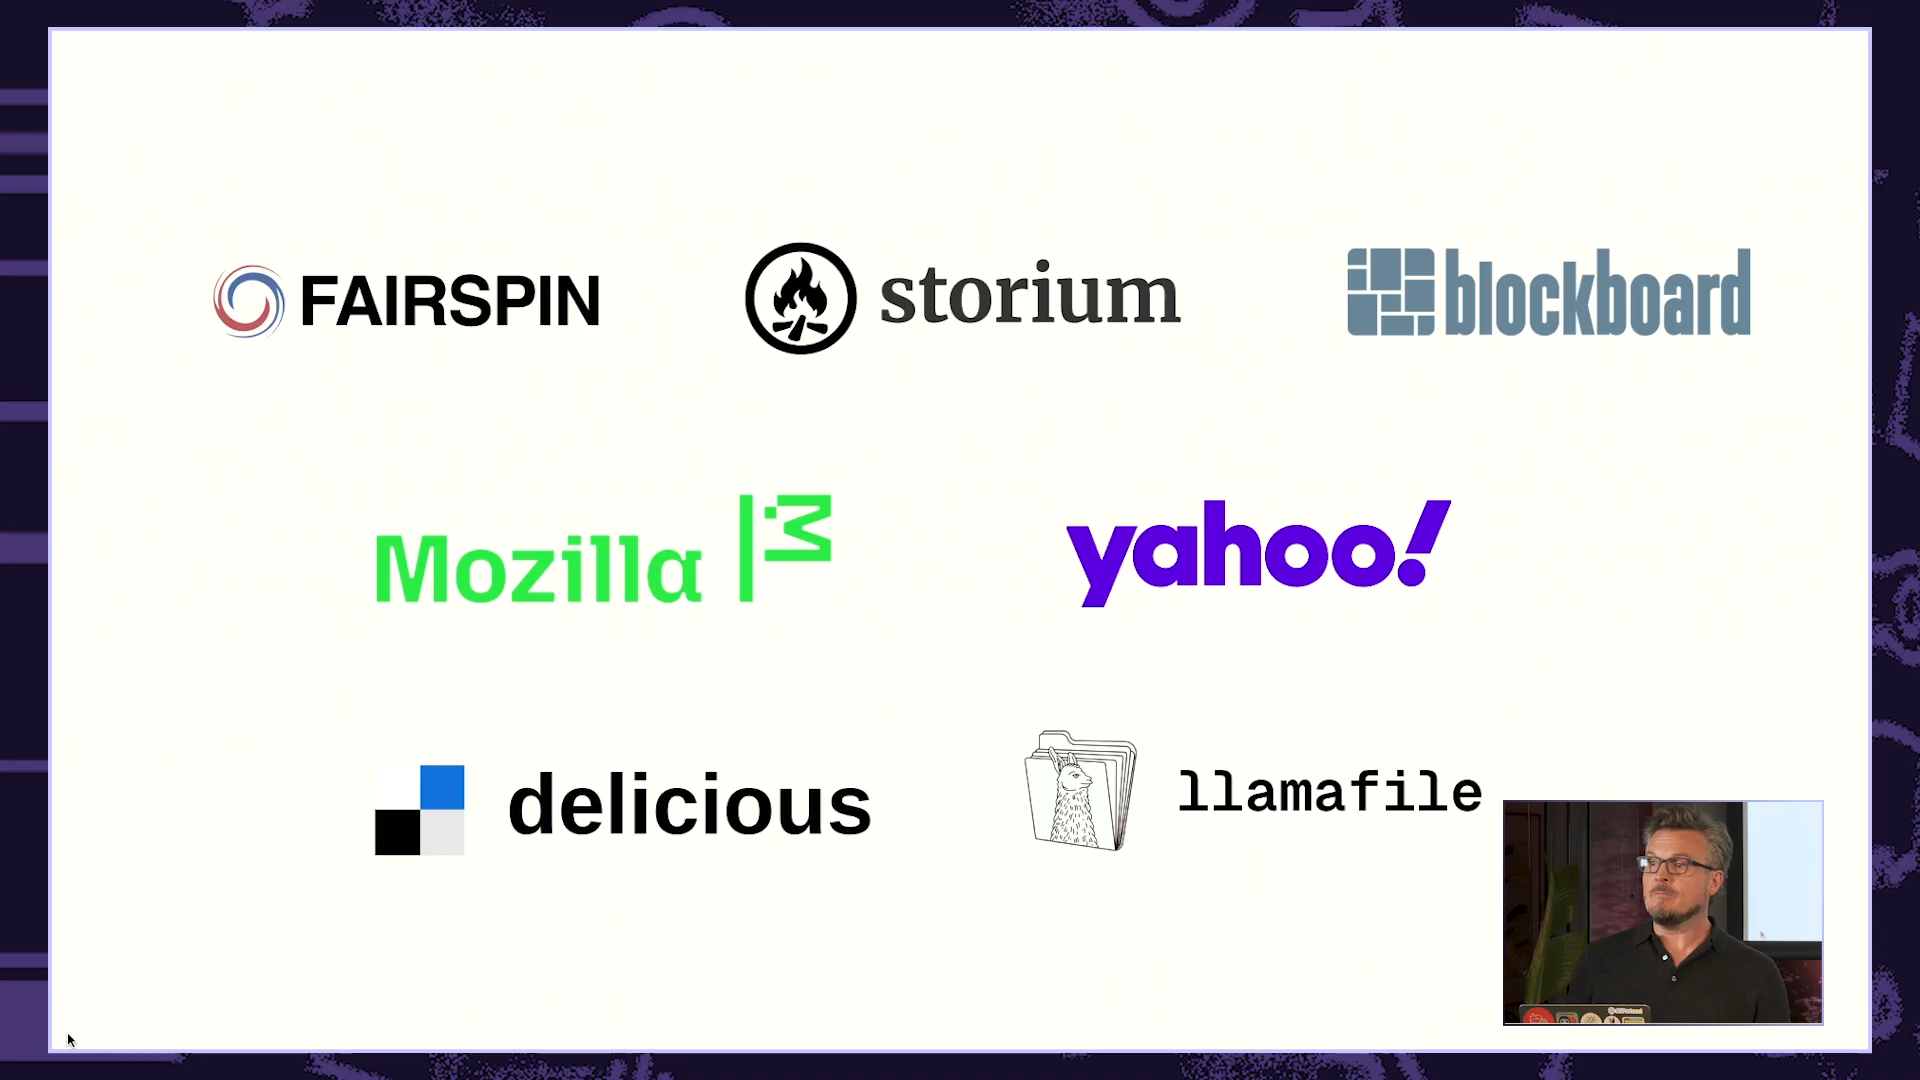 FAIRSPIN
storium
blockboard
Mozilla
yahoo!
delicious
llamafile